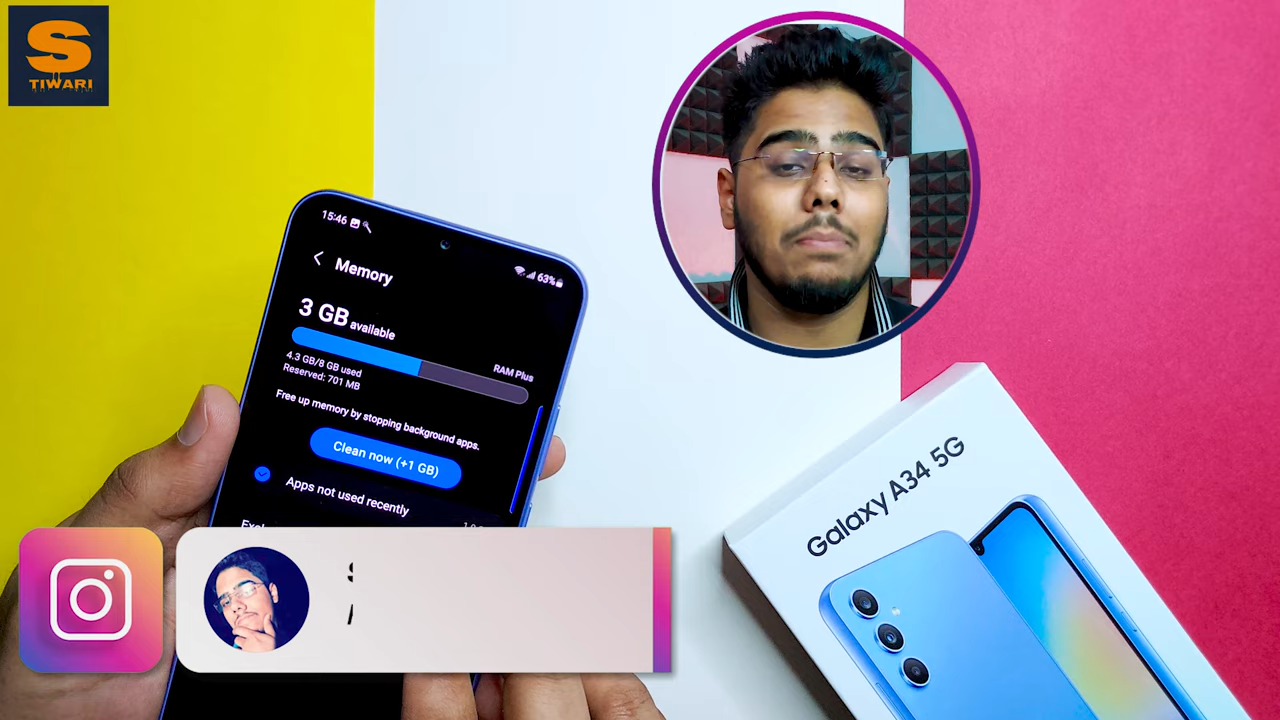 S
TIWARI
15:46
63%
Memory
3 GB available
4.3 GB/8 GB used
RAM Plus
Reserved: 701 MB
Free up memory by stopping background apps.
Clean now (+1 GB)
Apps not used recently
Galaxy A34 5G